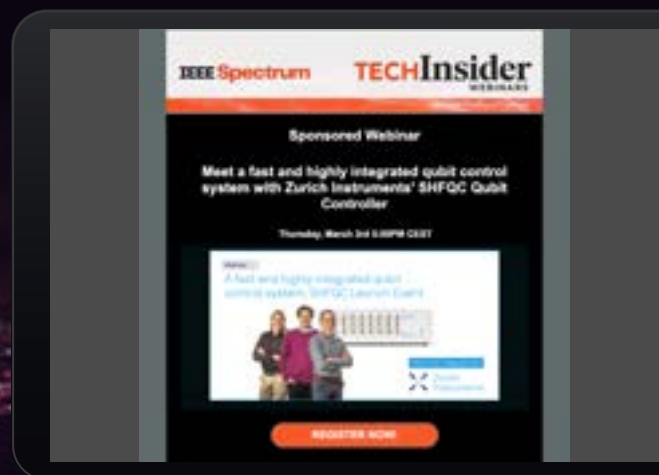 IEEE Spectrum
TECHInsider
WEBINARS
Sponsored Webinar
Meet a fast and highly integrated qubit control
system with Zurich Instruments' SHFQC Qubit
Controller
Thursday, March 3rd 5:00PM CEST
A fast and highly integrated qubit
control system: SHFQC Launch Event
Zurich
Instruments
REGISTER NOW